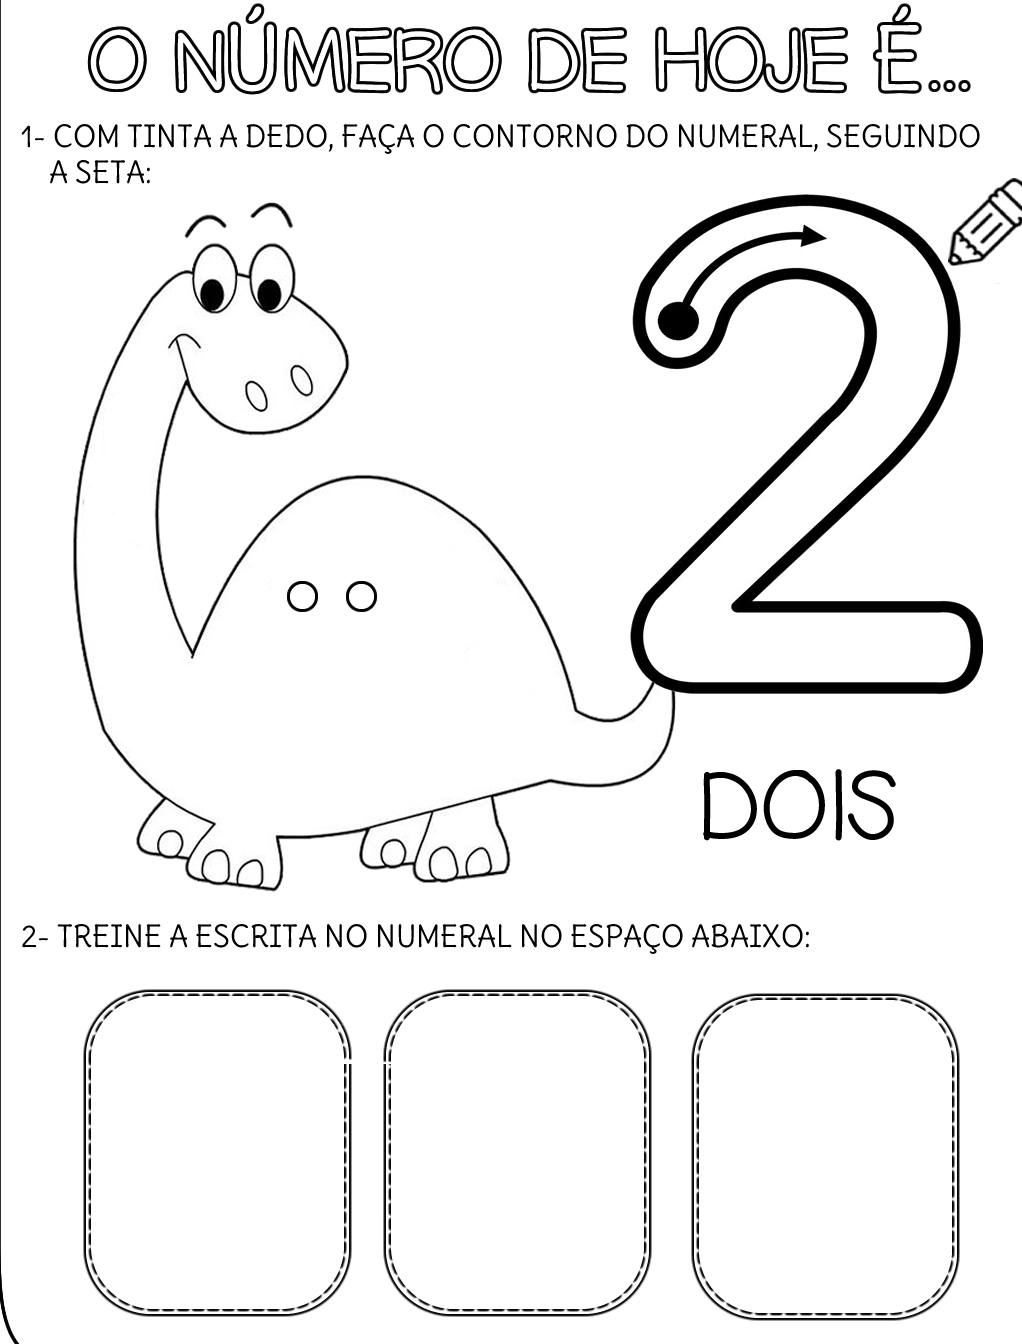 O NÚMERO DE HOJE É...
1- COM TINTA A DEDO, FAÇA O CONTORNO DO NUMERAL, SEGUINDO
A SETA:
2
DOIS
2- TREINE A ESCRITA NO NUMERAL NO ESPAÇO ABAIXO: